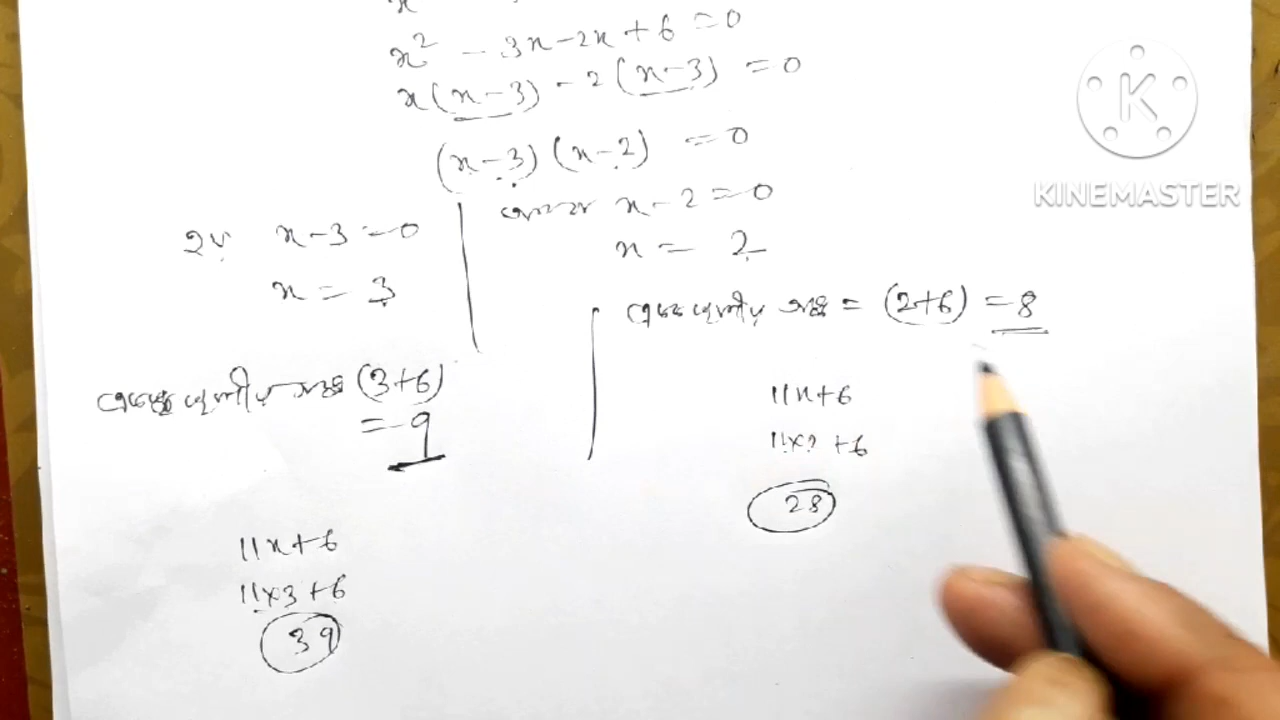 x² - 3x - 2x + 6 = 0
x(x-3) - 2(x-3) = 0
(x-3)(x-2) = 0
হয় x-3 = 0
x = 3
অথবা x-2 = 0
x = 2
অঙ্ক (3+6)
= 9
11x+6
11×3+6
39
অঙ্ক = (2+6) = 8
11x+6
11×2+6
28
K
KINEMASTER